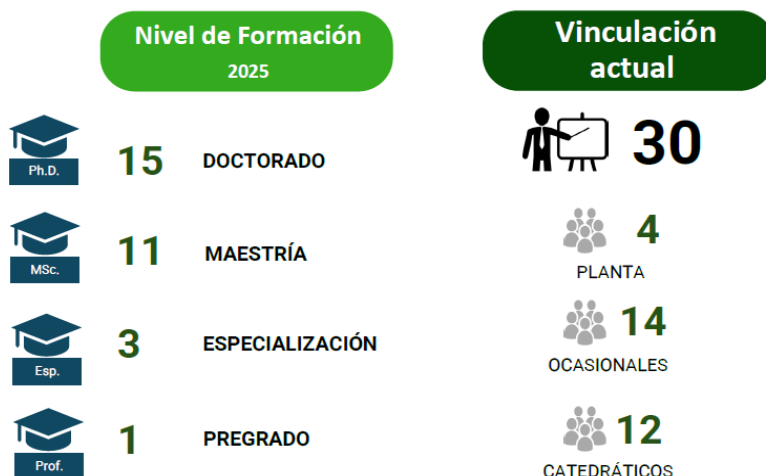 Nivel de Formación
2025
Ph.D.
15 DOCTORADO
MSc.
11 MAESTRÍA
Esp.
3 ESPECIALIZACIÓN
Prof.
1 PREGRADO
Vinculación
actual
30
4
PLANTA
14
OCASIONALES
12
CATEDRÁTICOS